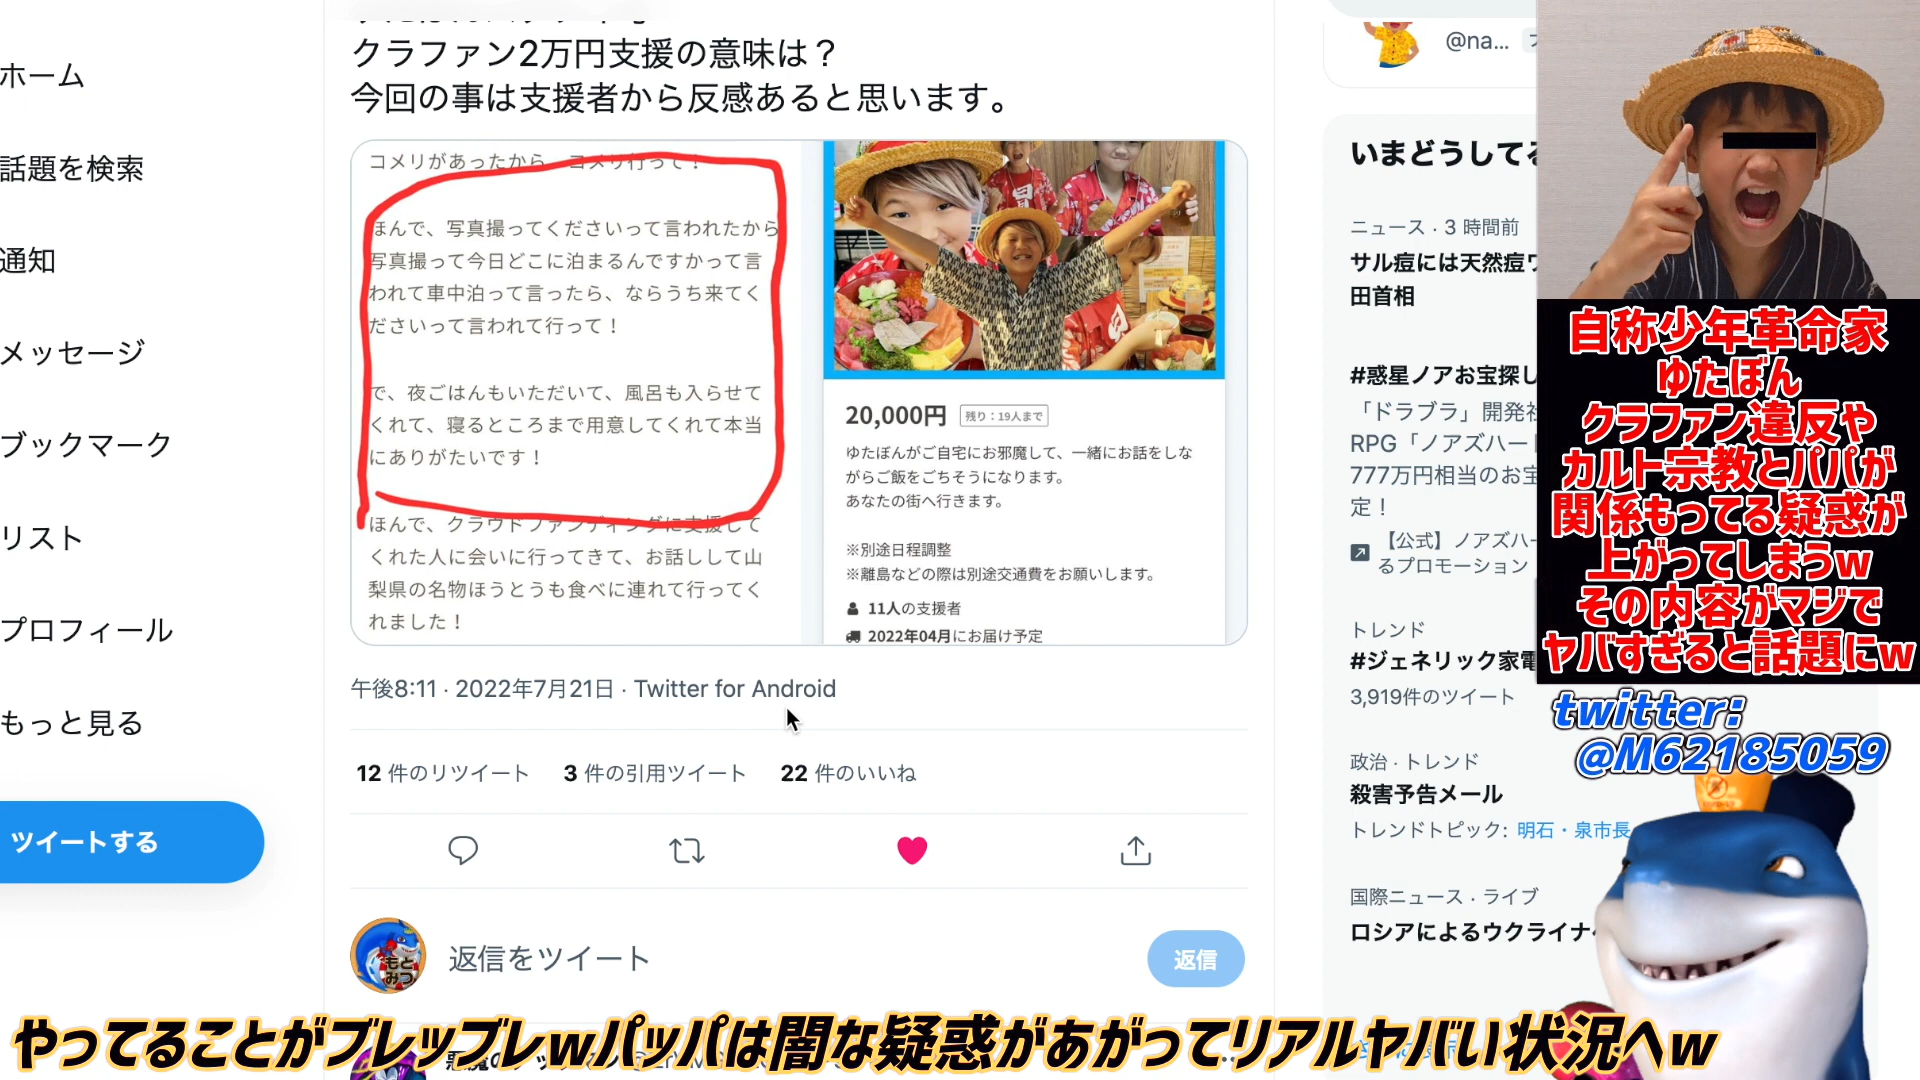 ホーム
話題を検索
通知
メッセージ
ブックマーク
リスト
プロフィール
もっと見る
ツイートする
クラファン2万円支援の意味は？
今回の事は支援者から反感あると思います。
コメリがあったから、コメリ行って！
ほんで、写真撮ってくださいって言われたから
写真撮って今日どこに泊まるんですかって言
われて車中泊って言ったら、ならうち来てく
ださいって言われて行って！
で、夜ごはんもいただいて、風呂も入らせて
くれて、寝るところまで用意してくれて本当
にありがたいです！
ほんで、クラウドファンディングに支援して
くれた人に会いに行ってきて、お話しして山
梨県の名物ほうとうも食べに連れて行ってく
れました！
20,000円 残り：19人まで
ゆたぼんがご自宅にお邪魔して、一緒にお話をしな
がらご飯をごちそうになります。
あなたの街へ行きます。
※別途日程調整
※離島などの際は別途交通費をお願いします。
11人の支援者
2022年04月にお届け予定
午後8:11 · 2022年7月21日 · Twitter for Android
12 件のリツイート 3 件の引用ツイート 22 件のいいね
もと
みつ
返信をツイート
返信
@na...
いまどうしてる
ニュース · 3 時間前
サル痘には天然痘ワ
田首相
#惑星ノアお宝探し
「ドラブラ」開発社
RPG「ノアズハート
777万円相当のお宝
定！
【公式】ノアズハー
るプロモーション
トレンド
#ジェネリック家電
3,919件のツイート
政治 · トレンド
殺害予告メール
トレンドトピック: 明石・泉市長
国際ニュース · ライブ
ロシアによるウクライナへ
自称少年革命家
ゆたぼん
クラファン違反や
カルト宗教とパパが
関係もってる疑惑が
上がってしまうw
その内容がマジで
ヤバすぎると話題にw
twitter:
@M62185059
やってることがブレッブレwパッパは闇な疑惑があがってリアルヤバい状況へw